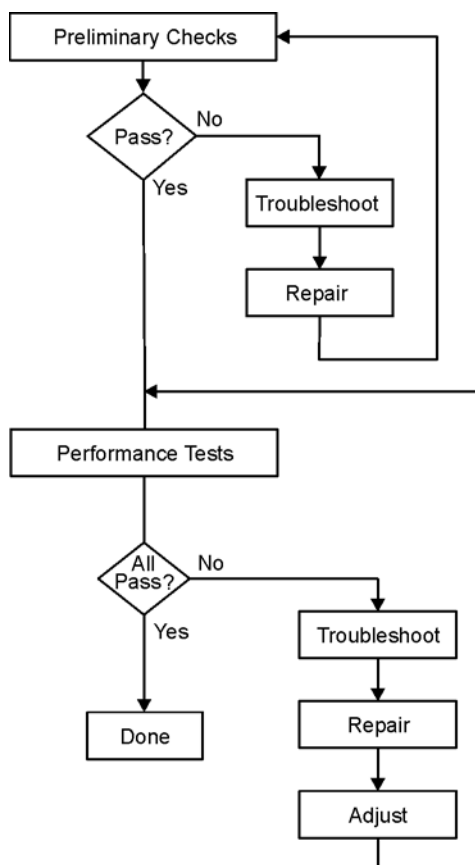 Preliminary Checks
Pass?
No
Yes
Troubleshoot
Repair
Performance Tests
All
Pass?
No
Yes
Troubleshoot
Repair
Done
Adjust